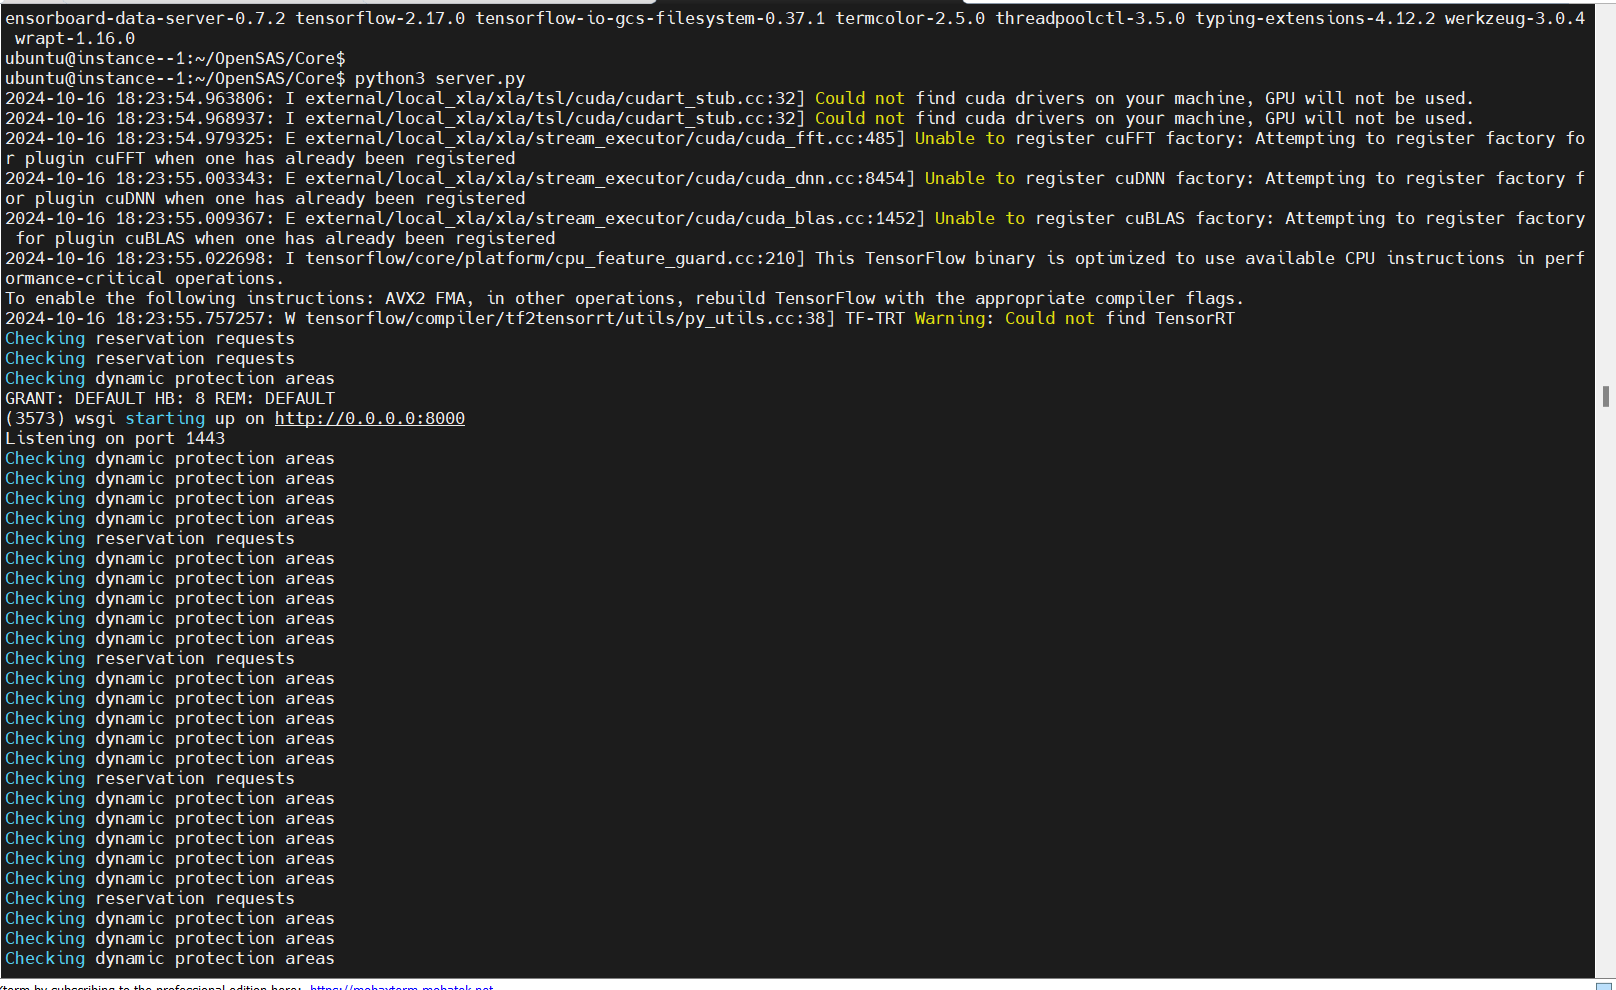 ensorboard-data-server-0.7.2 tensorflow-2.17.0 tensorflow-io-gcs-filesystem-0.37.1 termcolor-2.5.0 threadpoolctl-3.5.0 typing-extensions-4.12.2 werkzeug-3.0.4
wrapt-1.16.0
ubuntu@instance--1:~/OpenSAS/Core$
ubuntu@instance--1:~/OpenSAS/Core$ python3 server.py
2024-10-16 18:23:54.963806: I external/local_xla/xla/tsl/cuda/cudart_stub.cc:32] Could not find cuda drivers on your machine, GPU will not be used.
2024-10-16 18:23:54.968937: I external/local_xla/xla/tsl/cuda/cudart_stub.cc:32] Could not find cuda drivers on your machine, GPU will not be used.
2024-10-16 18:23:54.979325: E external/local_xla/xla/stream_executor/cuda/cuda_fft.cc:485] Unable to register cuFFT factory: Attempting to register factory fo
r plugin cuFFT when one has already been registered
2024-10-16 18:23:55.003343: E external/local_xla/xla/stream_executor/cuda/cuda_dnn.cc:8454] Unable to register cuDNN factory: Attempting to register factory f
or plugin cuDNN when one has already been registered
2024-10-16 18:23:55.009367: E external/local_xla/xla/stream_executor/cuda/cuda_blas.cc:1452] Unable to register cuBLAS factory: Attempting to register factory
for plugin cuBLAS when one has already been registered
2024-10-16 18:23:55.022698: I tensorflow/core/platform/cpu_feature_guard.cc:210] This TensorFlow binary is optimized to use available CPU instructions in perf
ormance-critical operations.
To enable the following instructions: AVX2 FMA, in other operations, rebuild TensorFlow with the appropriate compiler flags.
2024-10-16 18:23:55.757257: W tensorflow/compiler/tf2tensorrt/utils/py_utils.cc:38] TF-TRT Warning: Could not find TensorRT
Checking reservation requests
Checking reservation requests
Checking dynamic protection areas
GRANT: DEFAULT HB: 8 REM: DEFAULT
(3573) wsgi starting up on http://0.0.0.0:8000
Listening on port 1443
Checking dynamic protection areas
Checking dynamic protection areas
Checking dynamic protection areas
Checking dynamic protection areas
Checking reservation requests
Checking dynamic protection areas
Checking dynamic protection areas
Checking dynamic protection areas
Checking dynamic protection areas
Checking dynamic protection areas
Checking reservation requests
Checking dynamic protection areas
Checking dynamic protection areas
Checking dynamic protection areas
Checking dynamic protection areas
Checking dynamic protection areas
Checking reservation requests
Checking dynamic protection areas
Checking dynamic protection areas
Checking dynamic protection areas
Checking dynamic protection areas
Checking dynamic protection areas
Checking reservation requests
Checking dynamic protection areas
Checking dynamic protection areas
Checking dynamic protection areas
term by subscribing to the professional edition here: https://mobaxterm.mobatek.net